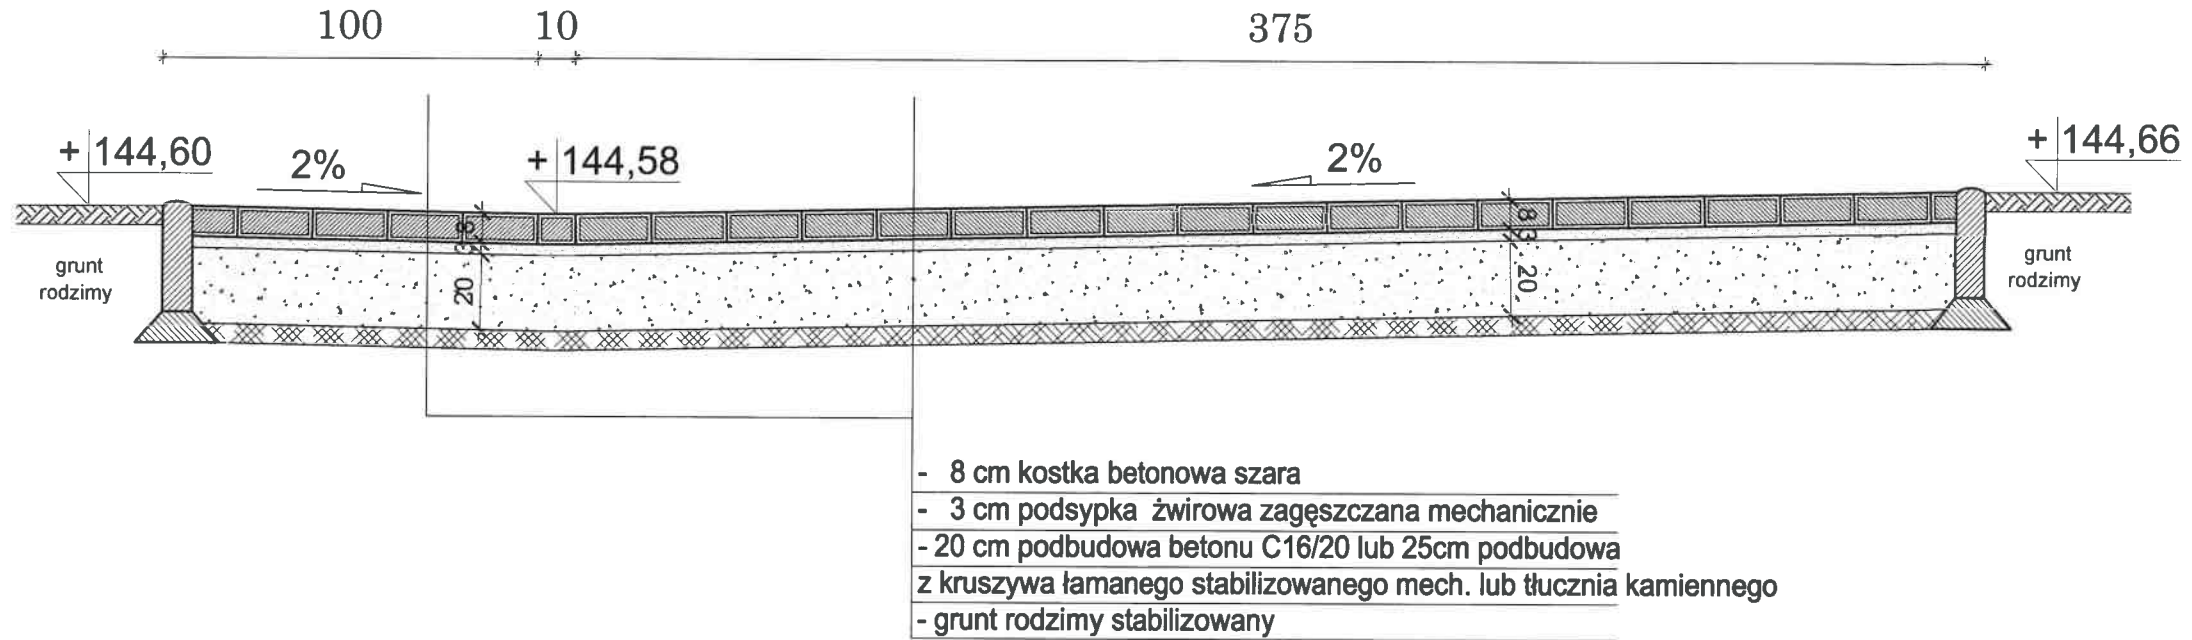 100 10 375
+ 144,60
2%
+ 144,58
2%
+ 144,66
8
3
20
8
3
20
grunt
rodzimy
grunt
rodzimy
- 8 cm kostka betonowa szara
- 3 cm podsypka żwirowa zagęszczana mechanicznie
- 20 cm podbudowa betonu C16/20 lub 25cm podbudowa
z kruszywa łamanego stabilizowanego mech. lub tłucznia kamiennego
- grunt rodzimy stabilizowany